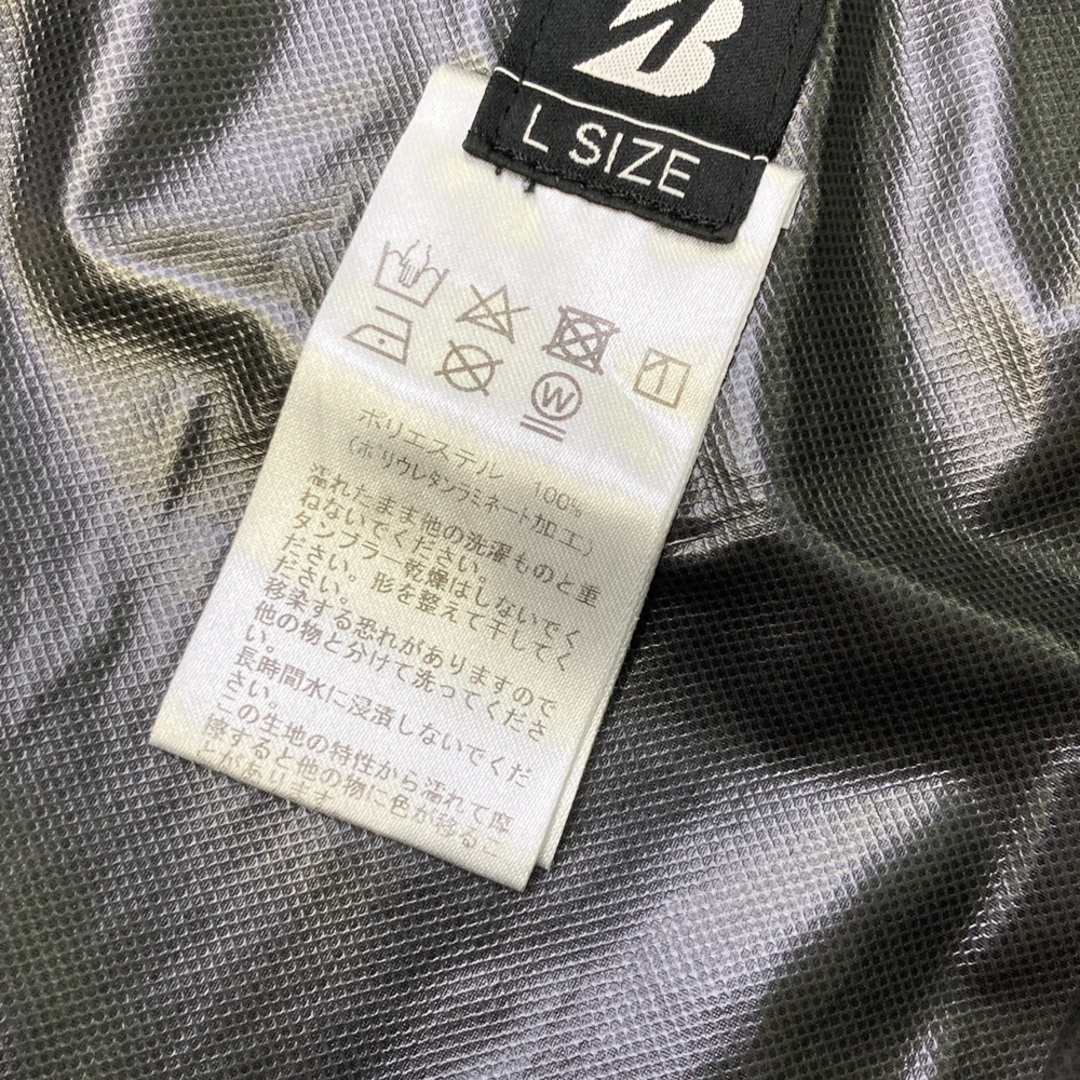 B
L SIZE
W
ポリエステル 100%
(ポリウレタンラミネート加工)
濡れたまま他の洗濯ものと重
ねないでください。
タンブラー乾燥はしないでく
ださい。形を整えて干してく
ださい。
移染する恐れがありますので
他の物と分けて洗ってくださ
い。
長時間水に浸漬しないでくだ
さい。
この生地の特性から濡れて摩
擦すると他の物に色が移るこ
とがあります。